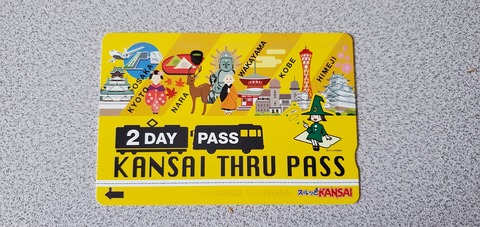 OSAKA
KYOTO
NARA
WAKAYAMA
KOBE
HIMEJI
2 DAY PASS
KANSAI THRU PASS
スルッとKANSAI